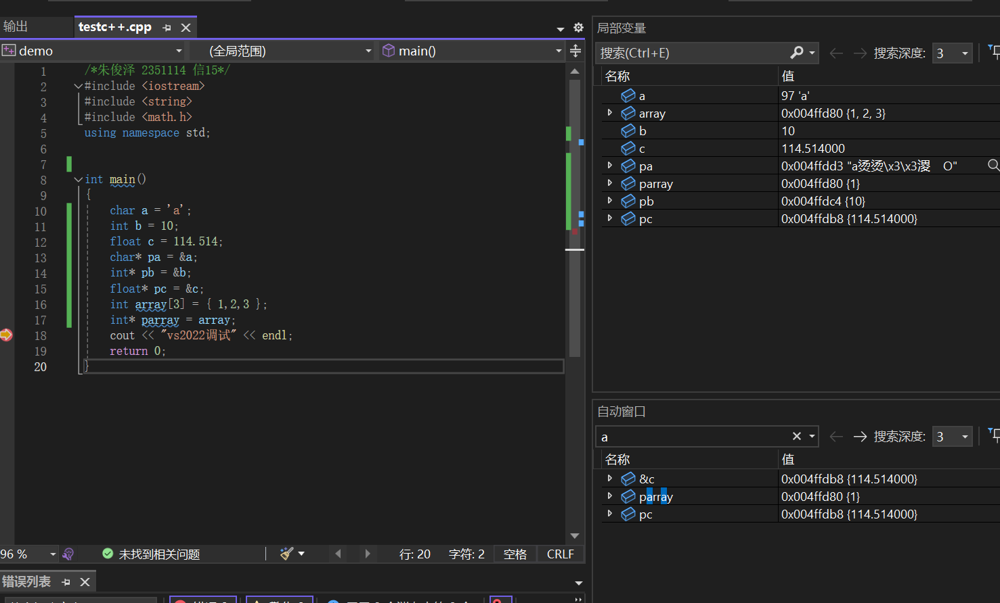 输出
testc++.cpp
demo
(全局范围)
main()
1 /*朱俊泽 2351114 信15*/
2 #include <iostream>
3 #include <string>
4 #include <math.h>
5 using namespace std;
6
7
8 int main()
9 {
10 char a = 'a';
11 int b = 10;
12 float c = 114.514;
13 char* pa = &a;
14 int* pb = &b;
15 float* pc = &c;
16 int array[3] = { 1,2,3 };
17 int* parray = array;
18 cout << "vs2022调试" << endl;
19 return 0;
20 }
96 %
未找到相关问题
行: 20 字符: 2 空格 CRLF
错误列表
局部变量
搜索(Ctrl+E) 搜索深度: 3
名称 值
a 97 'a'
array 0x004ffd80 {1, 2, 3}
b 10
c 114.514000
pa 0x004ffdd3 "a烫烫\x3\x3 O"
parray 0x004ffd80 {1}
pb 0x004ffdc4 {10}
pc 0x004ffdb8 {114.514000}
自动窗口
a 搜索深度: 3
名称 值
&c 0x004ffdb8 {114.514000}
parray 0x004ffd80 {1}
pc 0x004ffdb8 {114.514000}